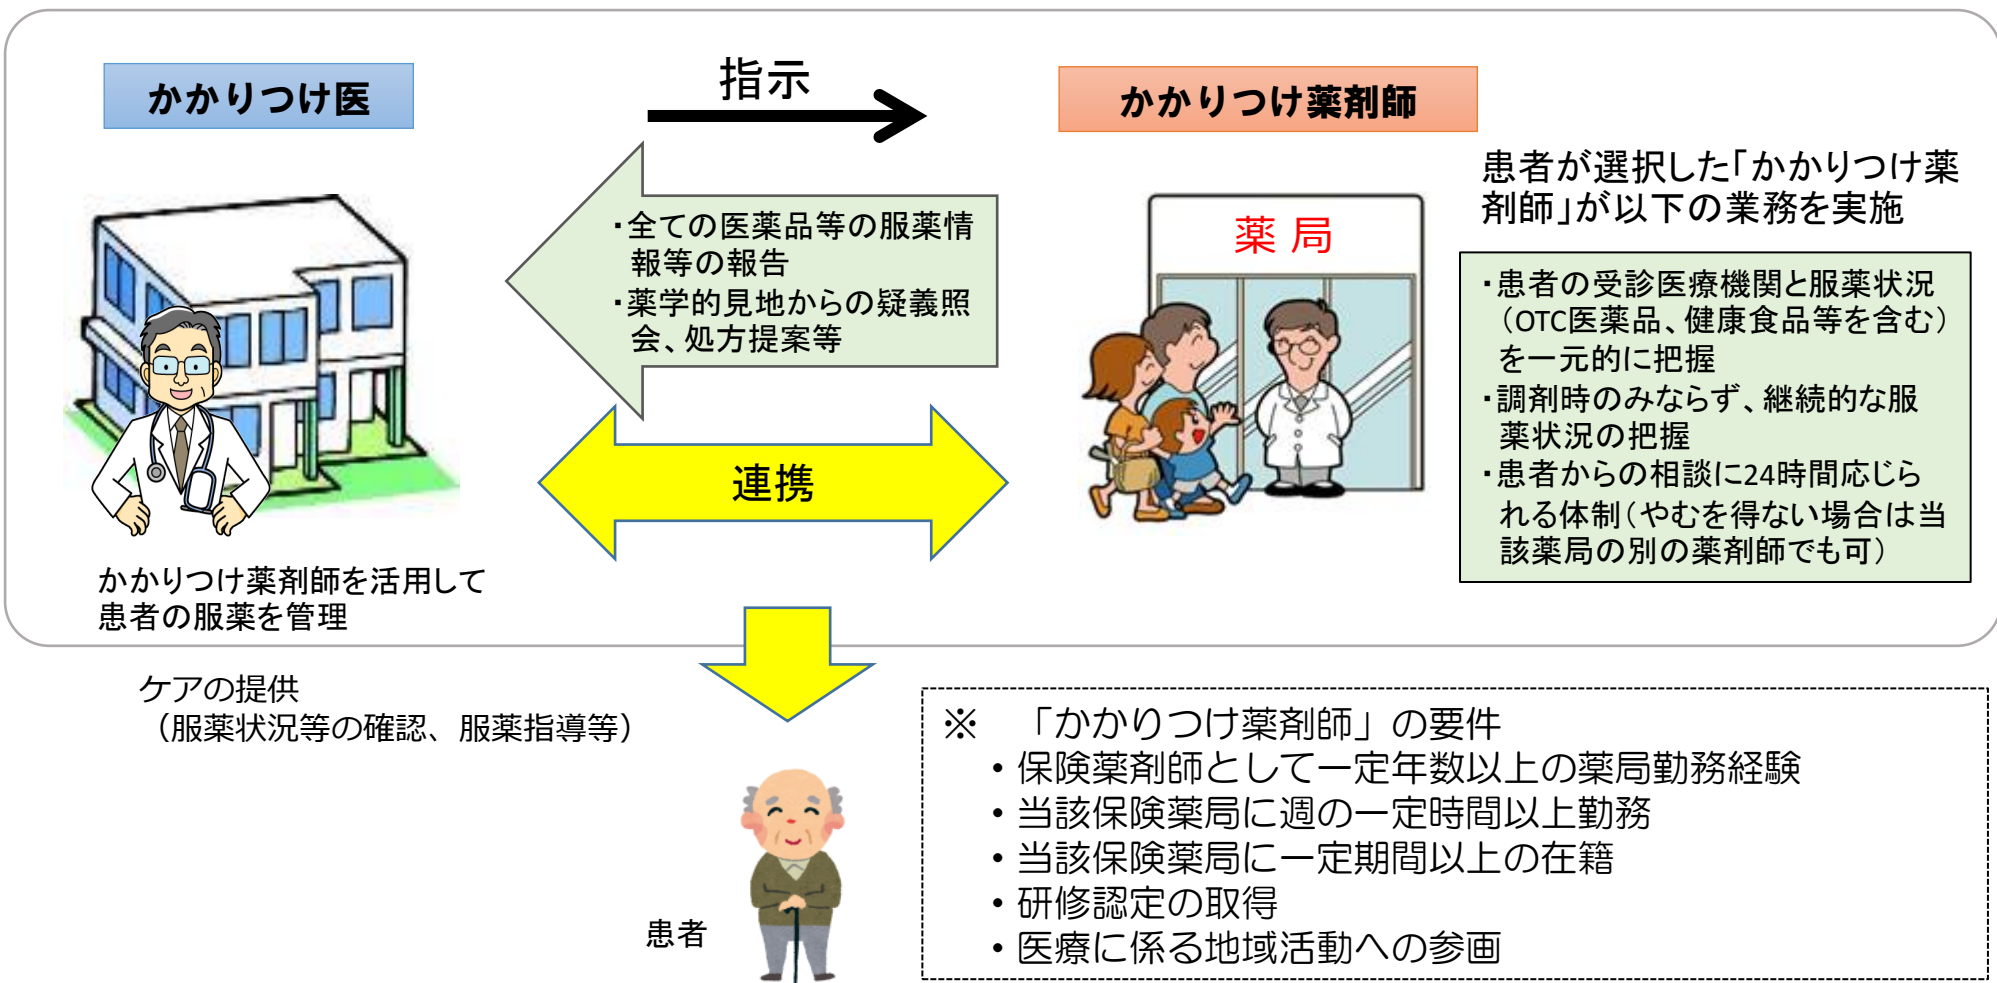 かかりつけ医
指示
かかりつけ薬剤師
患者が選択した「かかりつけ薬
剤師」が以下の業務を実施
・全ての医薬品等の服薬情
報等の報告
・薬学的見地からの疑義照
会、処方提案等
薬局
・患者の受診医療機関と服薬状況
（OTC医薬品、健康食品等を含む）
を一元的に把握
・調剤時のみならず、継続的な服
薬状況の把握
・患者からの相談に24時間応じら
れる体制（やむを得ない場合は当
該薬局の別の薬剤師でも可）
連携
かかりつけ薬剤師を活用して
患者の服薬を管理
ケアの提供
（服薬状況等の確認、服薬指導等）
患者
※　「かかりつけ薬剤師」の要件
・保険薬剤師として一定年数以上の薬局勤務経験
・当該保険薬局に週の一定時間以上勤務
・当該保険薬局に一定期間以上の在籍
・研修認定の取得
・医療に係る地域活動への参画